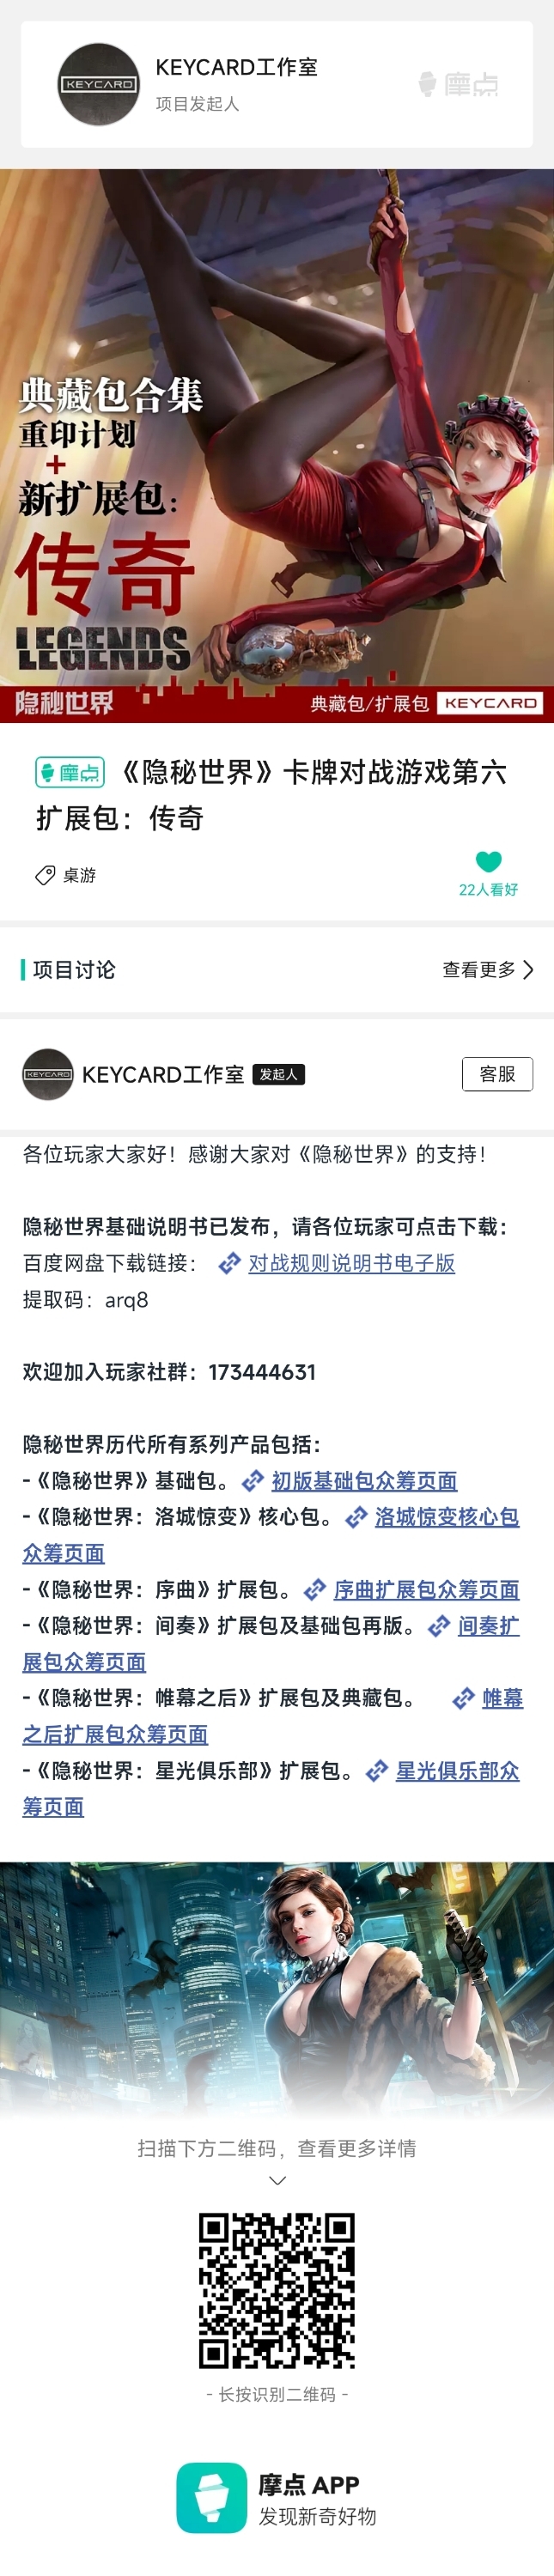 KEYCARD
KEYCARD工作室
项目发起人
摩点
典藏包合集
重印计划
+
新扩展包：
传奇
LEGENDS
隐秘世界
典藏包/扩展包 KEYCARD
摩点 《隐秘世界》卡牌对战游戏第六
扩展包：传奇
桌游
22人看好
项目讨论
查看更多
KEYCARD
KEYCARD工作室 发起人
客服
各位玩家大家好！感谢大家对《隐秘世界》的支持！
隐秘世界基础说明书已发布，请各位玩家可点击下载：
百度网盘下载链接： 对战规则说明书电子版
提取码：arq8
欢迎加入玩家社群：173444631
隐秘世界历代所有系列产品包括：
-《隐秘世界》基础包。 初版基础包众筹页面
-《隐秘世界：洛城惊变》核心包。 洛城惊变核心包
众筹页面
-《隐秘世界：序曲》扩展包。 序曲扩展包众筹页面
-《隐秘世界：间奏》扩展包及基础包再版。 间奏扩
展包众筹页面
-《隐秘世界：帷幕之后》扩展包及典藏包。 帷幕
之后扩展包众筹页面
-《隐秘世界：星光俱乐部》扩展包。 星光俱乐部众
筹页面
扫描下方二维码，查看更多详情
- 长按识别二维码 -
摩点 APP
发现新奇好物